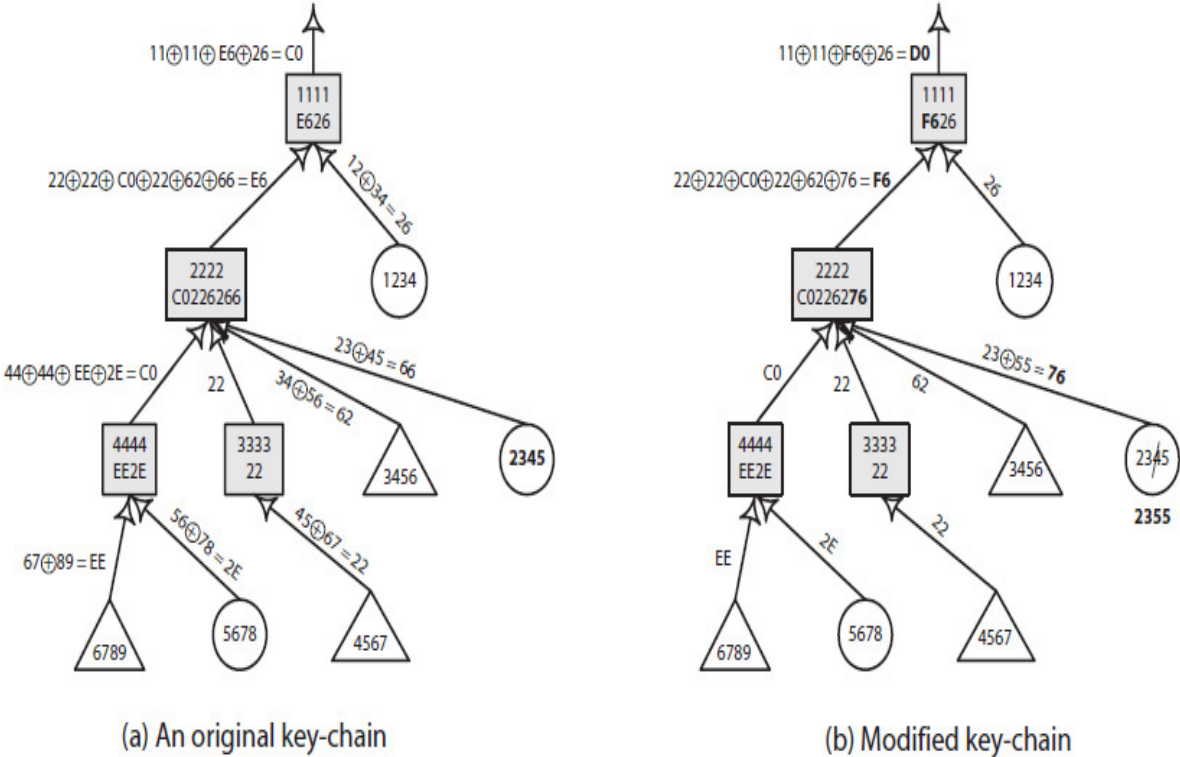 11⊕11⊕ E6⊕26 = C0
1111
E626
22⊕22⊕ C0⊕22⊕62⊕66 = E6
12⊕34 = 26
2222
C0226266
1234
44⊕44⊕ EE⊕2E = C0
22
34⊕56 = 62
23⊕45 = 66
4444
EE2E
3333
22
3456
2345
67⊕89 = EE
56⊕78 = 2E
45⊕67 = 22
6789
5678
4567
(a) An original key-chain
11⊕11⊕F6⊕26 = D0
1111
F626
22⊕22⊕C0⊕22⊕62⊕76 = F6
26
2222
C0226276
1234
C0
22
62
23⊕55 = 76
4444
EE2E
3333
22
3456
2345
2355
EE
2E
22
6789
5678
4567
(b) Modified key-chain